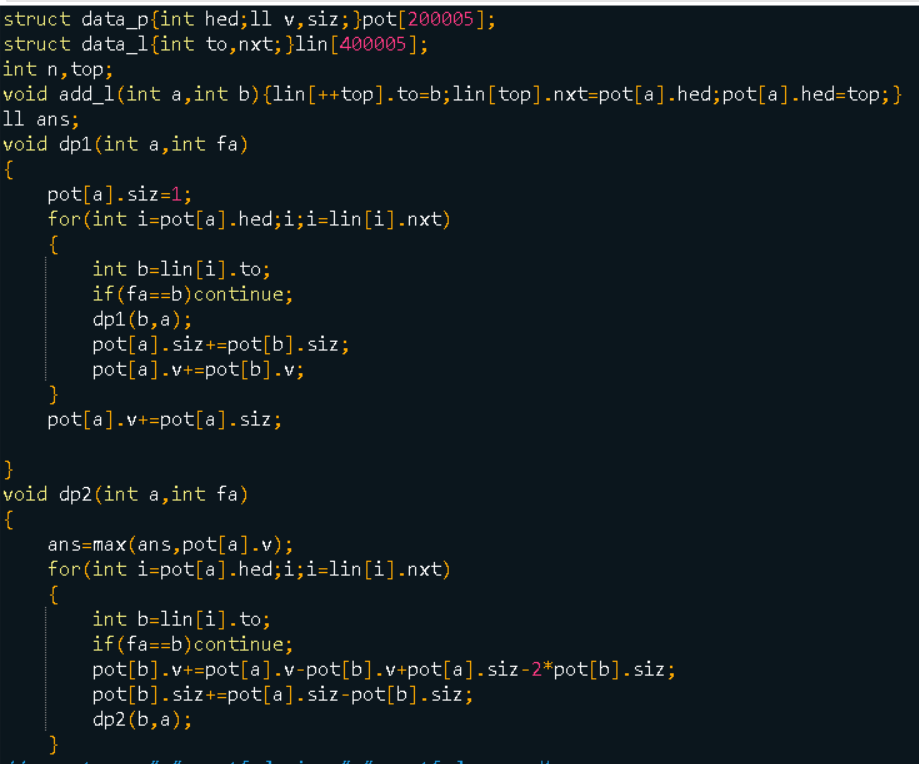 struct data_p{int hed;ll v,siz;}pot[200005];
struct data_l{int to,nxt;}lin[400005];
int n,top;
void add_l(int a,int b){lin[++top].to=b;lin[top].nxt=pot[a].hed;pot[a].hed=top;}
ll ans;
void dp1(int a,int fa)
{
    pot[a].siz=1;
    for(int i=pot[a].hed;i;i=lin[i].nxt)
    {
        int b=lin[i].to;
        if(fa==b)continue;
        dp1(b,a);
        pot[a].siz+=pot[b].siz;
        pot[a].v+=pot[b].v;
    }
    pot[a].v+=pot[a].siz;
}
void dp2(int a,int fa)
{
    ans=max(ans,pot[a].v);
    for(int i=pot[a].hed;i;i=lin[i].nxt)
    {
        int b=lin[i].to;
        if(fa==b)continue;
        pot[b].v+=pot[a].v-pot[b].v+pot[a].siz-2*pot[b].siz;
        pot[b].siz+=pot[a].siz-pot[b].siz;
        dp2(b,a);
    }